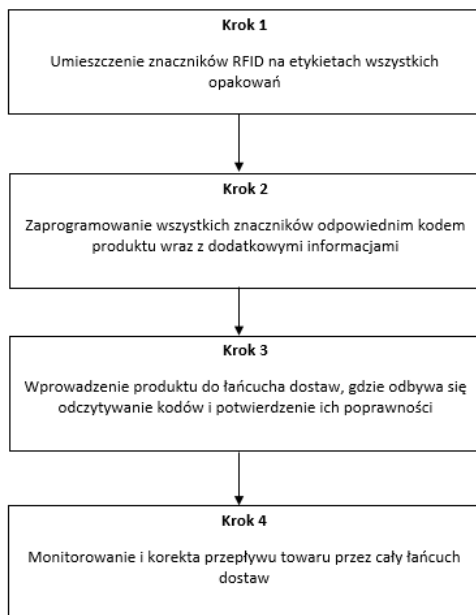 Krok 1
Umieszczenie znaczników RFID na etykietach wszystkich
opakowań
Krok 2
Zaprogramowanie wszystkich znaczników odpowiednim kodem
produktu wraz z dodatkowymi informacjami
Krok 3
Wprowadzenie produktu do łańcucha dostaw, gdzie odbywa się
odczytywanie kodów i potwierdzenie ich poprawności
Krok 4
Monitorowanie i korekta przepływu towaru przez cały łańcuch
dostaw